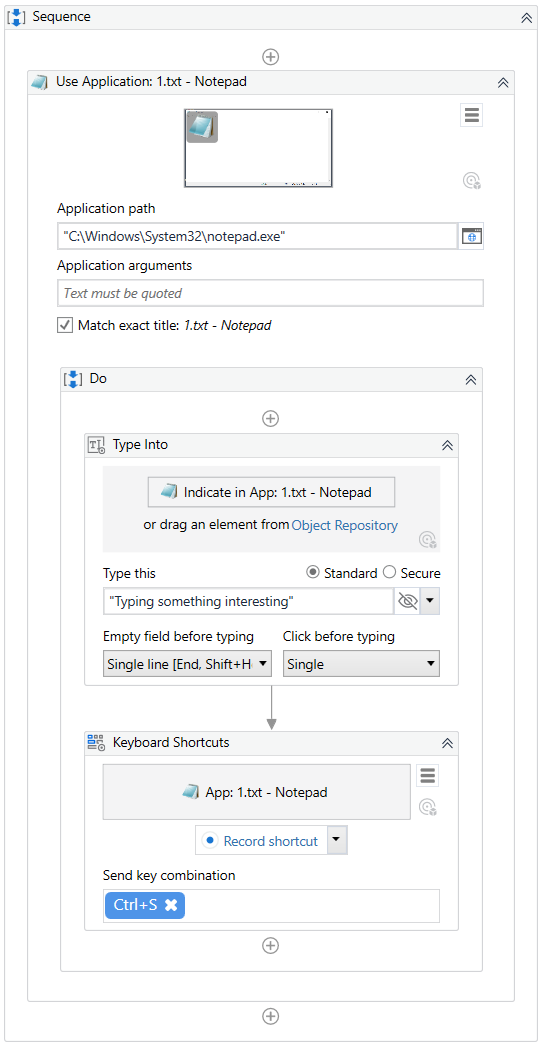 Sequence
Use Application: 1.txt - Notepad
Application path
"C:\Windows\System32\notepad.exe"
Application arguments
Text must be quoted
Match exact title: 1.txt - Notepad
Do
Type Into
Indicate in App: 1.txt - Notepad
or drag an element from Object Repository
Type this Standard Secure
"Typing something interesting"
Empty field before typing Click before typing
Single line [End, Shift+H Single
Keyboard Shortcuts
App: 1.txt - Notepad
Record shortcut
Send key combination
Ctrl+S